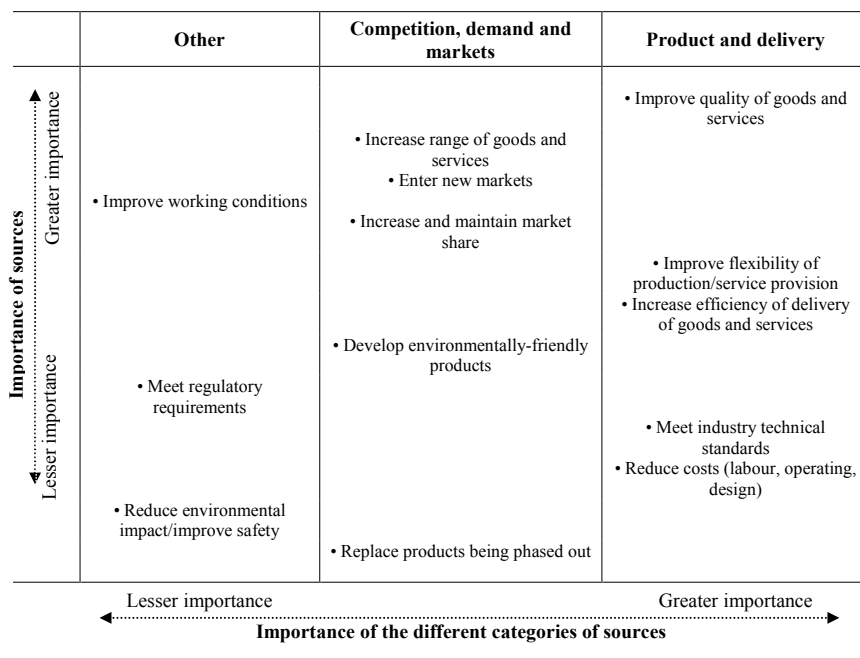 Other
Competition, demand and
markets
Product and delivery
Importance of sources
Greater importance
Lesser importance
• Improve working conditions
• Meet regulatory
requirements
• Reduce environmental
impact/improve safety
• Increase range of goods and
services
• Enter new markets
• Increase and maintain market
share
• Develop environmentally-friendly
products
• Replace products being phased out
• Improve quality of goods and
services
• Improve flexibility of
production/service provision
• Increase efficiency of delivery
of goods and services
• Meet industry technical
standards
• Reduce costs (labour, operating,
design)
Lesser importance
Greater importance
Importance of the different categories of sources